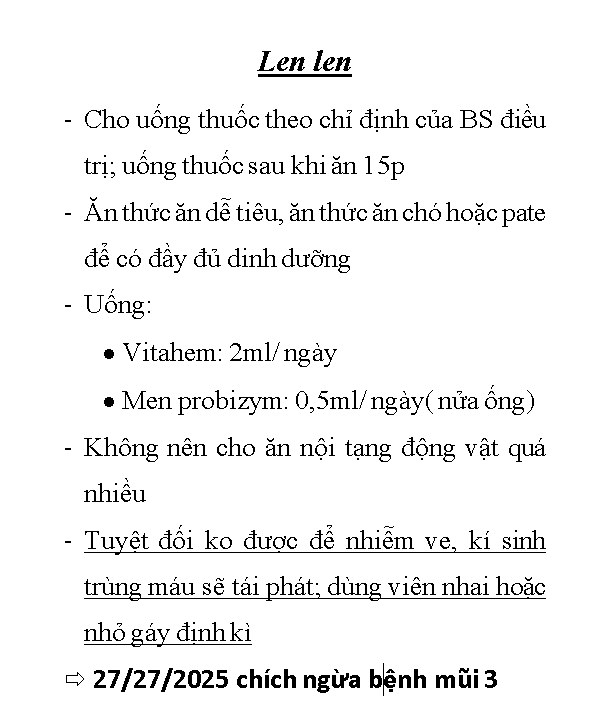 Len len
- Cho uống thuốc theo chỉ định của BS điều
trị; uống thuốc sau khi ăn 15p
- Ăn thức ăn dễ tiêu, ăn thức ăn chó hoặc pate
để có đầy đủ dinh dưỡng
- Uống:
• Vitahem: 2ml/ ngày
• Men probizym: 0,5ml/ ngày( nửa ống)
- Không nên cho ăn nội tạng động vật quá
nhiều
- Tuyệt đối ko được để nhiễm ve, kí sinh
trùng máu sẽ tái phát; dùng viên nhai hoặc
nhỏ gáy định kì
⇨ 27/27/2025 chích ngừa bệnh mũi 3